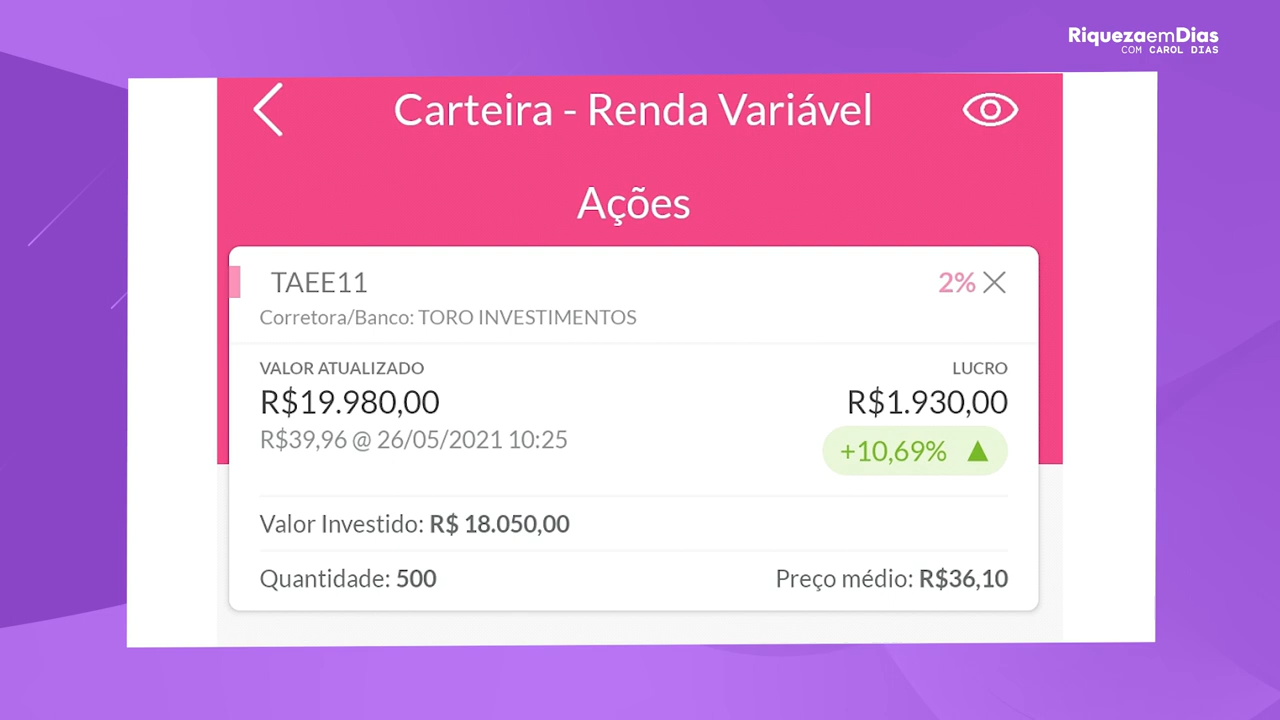 RiquezaemDias
COM CAROL DIAS
Carteira - Renda Variável
Ações
TAEE11
2%
Corretora/Banco: TORO INVESTIMENTOS
VALOR ATUALIZADO
LUCRO
R$19.980,00
R$1.930,00
R$39,96 @ 26/05/2021 10:25
+10,69%
Valor Investido: R$ 18.050,00
Quantidade: 500
Preço médio: R$36,10